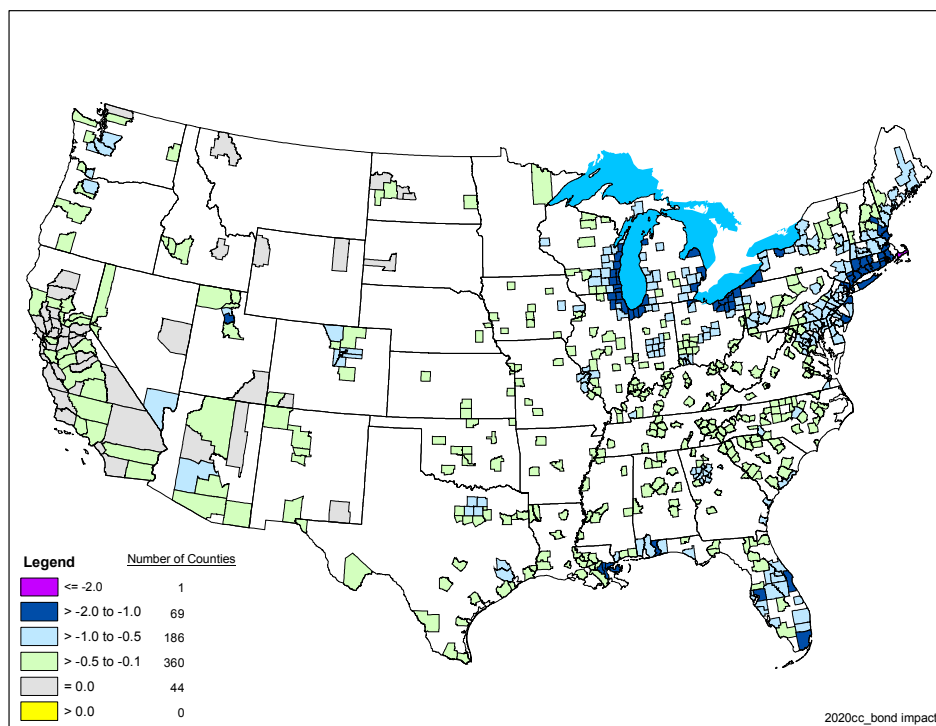 Legend Number of Counties
<= -2.0 1
> -2.0 to -1.0 69
> -1.0 to -0.5 186
> -0.5 to -0.1 360
= 0.0 44
> 0.0 0
2020cc_bond impact